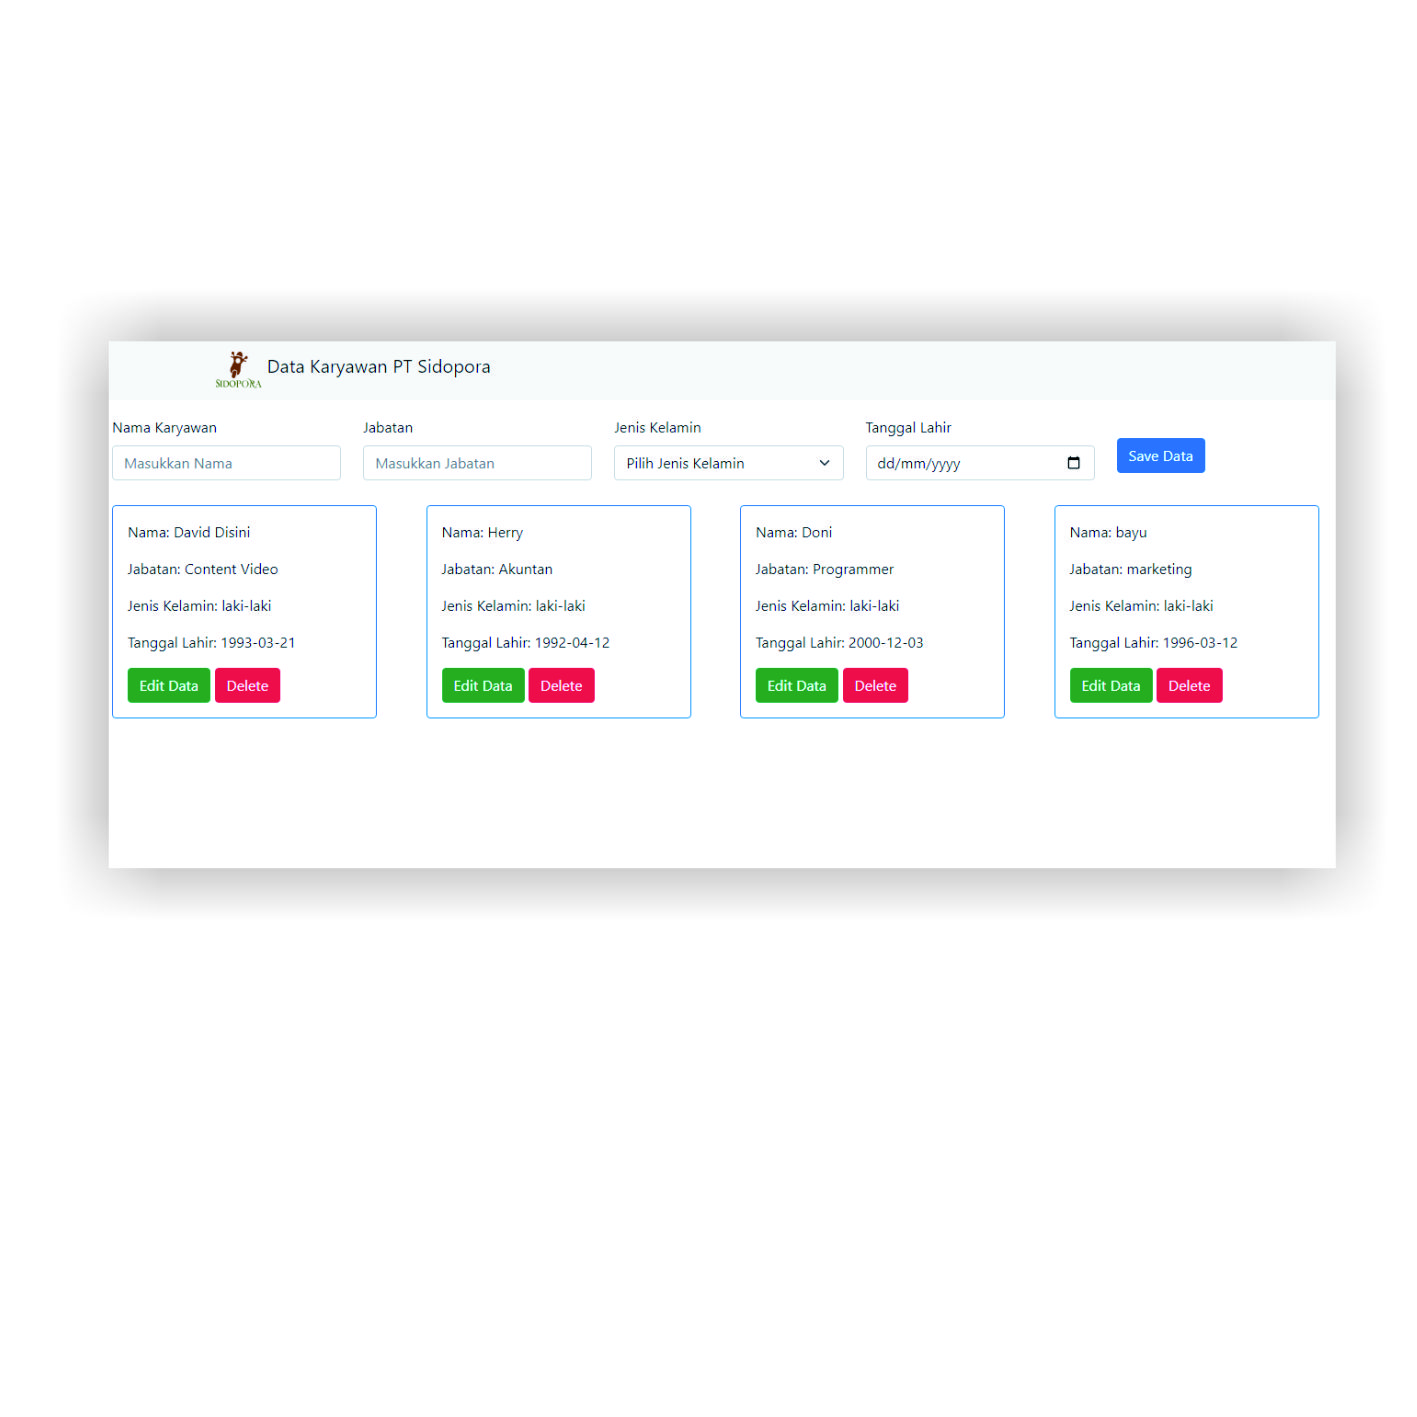 SIDOPORA Data Karyawan PT Sidopora
Nama Karyawan Jabatan Jenis Kelamin Tanggal Lahir
Masukkan Nama Masukkan Jabatan Pilih Jenis Kelamin dd/mm/yyyy Save Data
Nama: David Disini
Jabatan: Content Video
Jenis Kelamin: laki-laki
Tanggal Lahir: 1993-03-21
Edit Data Delete
Nama: Herry
Jabatan: Akuntan
Jenis Kelamin: laki-laki
Tanggal Lahir: 1992-04-12
Edit Data Delete
Nama: Doni
Jabatan: Programmer
Jenis Kelamin: laki-laki
Tanggal Lahir: 2000-12-03
Edit Data Delete
Nama: bayu
Jabatan: marketing
Jenis Kelamin: laki-laki
Tanggal Lahir: 1996-03-12
Edit Data Delete